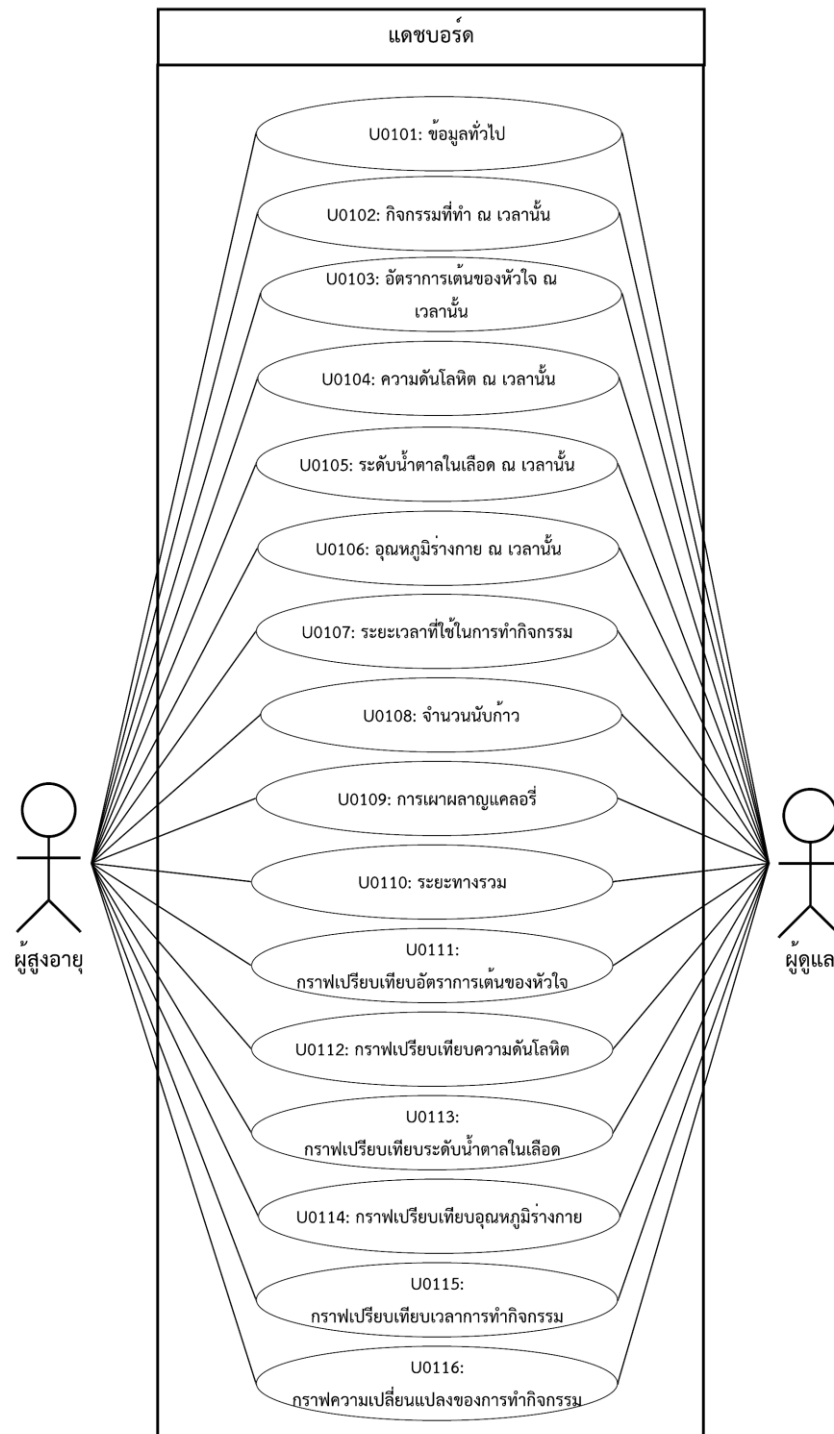 แดชบอร์ด
U0101: ข้อมูลทั่วไป
U0102: กิจกรรมที่ทำ ณ เวลานั้น
U0103: อัตราการเต้นของหัวใจ ณ
เวลานั้น
U0104: ความดันโลหิต ณ เวลานั้น
U0105: ระดับน้ำตาลในเลือด ณ เวลานั้น
U0106: อุณหภูมิร่างกาย ณ เวลานั้น
U0107: ระยะเวลาที่ใช้ในการทำกิจกรรม
U0108: จำนวนนับก้าว
U0109: การเผาผลาญแคลอรี่
U0110: ระยะทางรวม
ผู้สูงอายุ
ผู้ดูแล
U0111:
กราฟเปรียบเทียบอัตราการเต้นของหัวใจ
U0112: กราฟเปรียบเทียบความดันโลหิต
U0113:
กราฟเปรียบเทียบระดับน้ำตาลในเลือด
U0114: กราฟเปรียบเทียบอุณหภูมิร่างกาย
U0115:
กราฟเปรียบเทียบเวลาการทำกิจกรรม
U0116:
กราฟความเปลี่ยนแปลงของการทำกิจกรรม